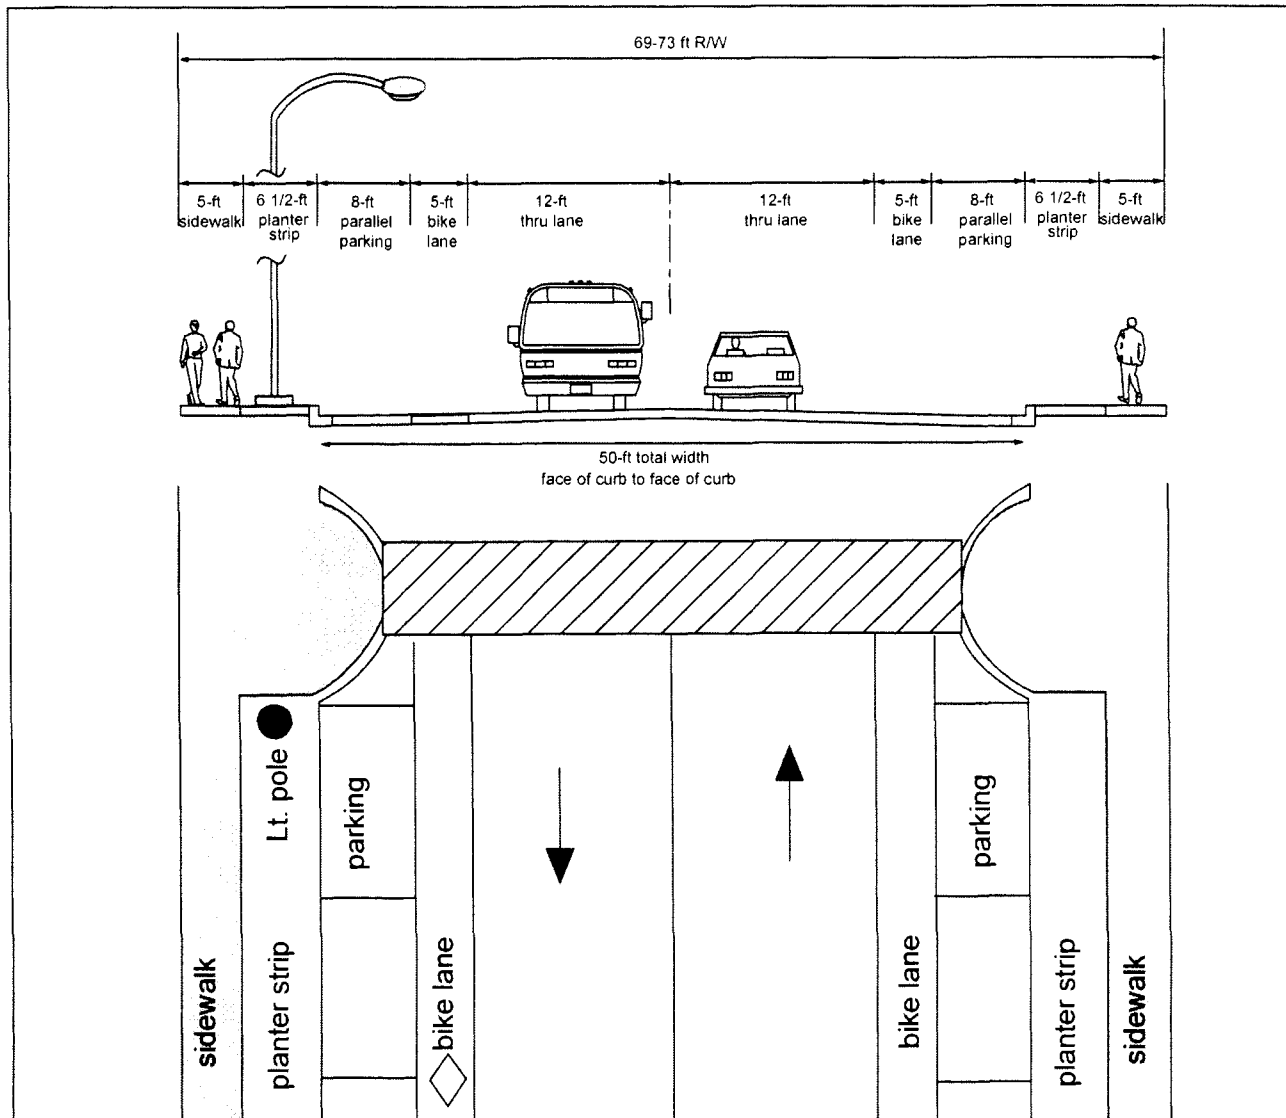 69-73 ft R/W
5-ft
sidewalk
6 1/2-ft
planter
strip
8-ft
parallel
parking
5-ft
bike
lane
12-ft
thru lane
12-ft
thru lane
5-ft
bike
lane
8-ft
parallel
parking
6 1/2-ft
planter
strip
5-ft
sidewalk
50-ft total width
face of curb to face of curb
sidewalk
planter strip
Lt. pole
parking
bike lane
bike lane
parking
planter strip
sidewalk